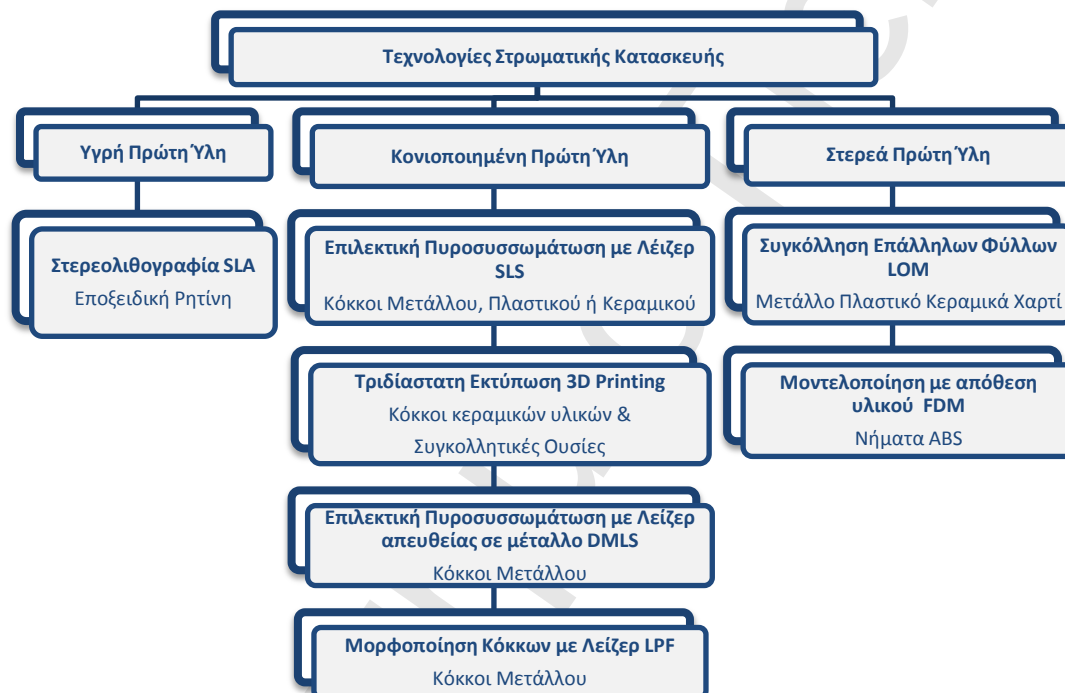 Τεχνολογίες Στρωματικής Κατασκευής
Υγρή Πρώτη Ύλη
Κονιοποιημένη Πρώτη Ύλη
Στερεά Πρώτη Ύλη
Στερεολιθογραφία SLA
Εποξειδική Ρητίνη
Επιλεκτική Πυροσυσσωμάτωση με Λέιζερ
SLS
Κόκκοι Μετάλλου, Πλαστικού ή Κεραμικού
Τριδίαστατη Εκτύπωση 3D Printing
Κόκκοι κεραμικών υλικών &
Συγκολλητικές Ουσίες
Επιλεκτική Πυροσυσσωμάτωση με Λείζερ
απευθείας σε μέταλλο DMLS
Κόκκοι Μετάλλου
Μορφοποίηση Κόκκων με Λείζερ LPF
Κόκκοι Μετάλλου
Συγκόλληση Επάλληλων Φύλλων
LOM
Μετάλλο Πλαστικό Κεραμικά Χαρτί
Μοντελοποίηση με απόθεση
υλικού FDM
Νήματα ABS